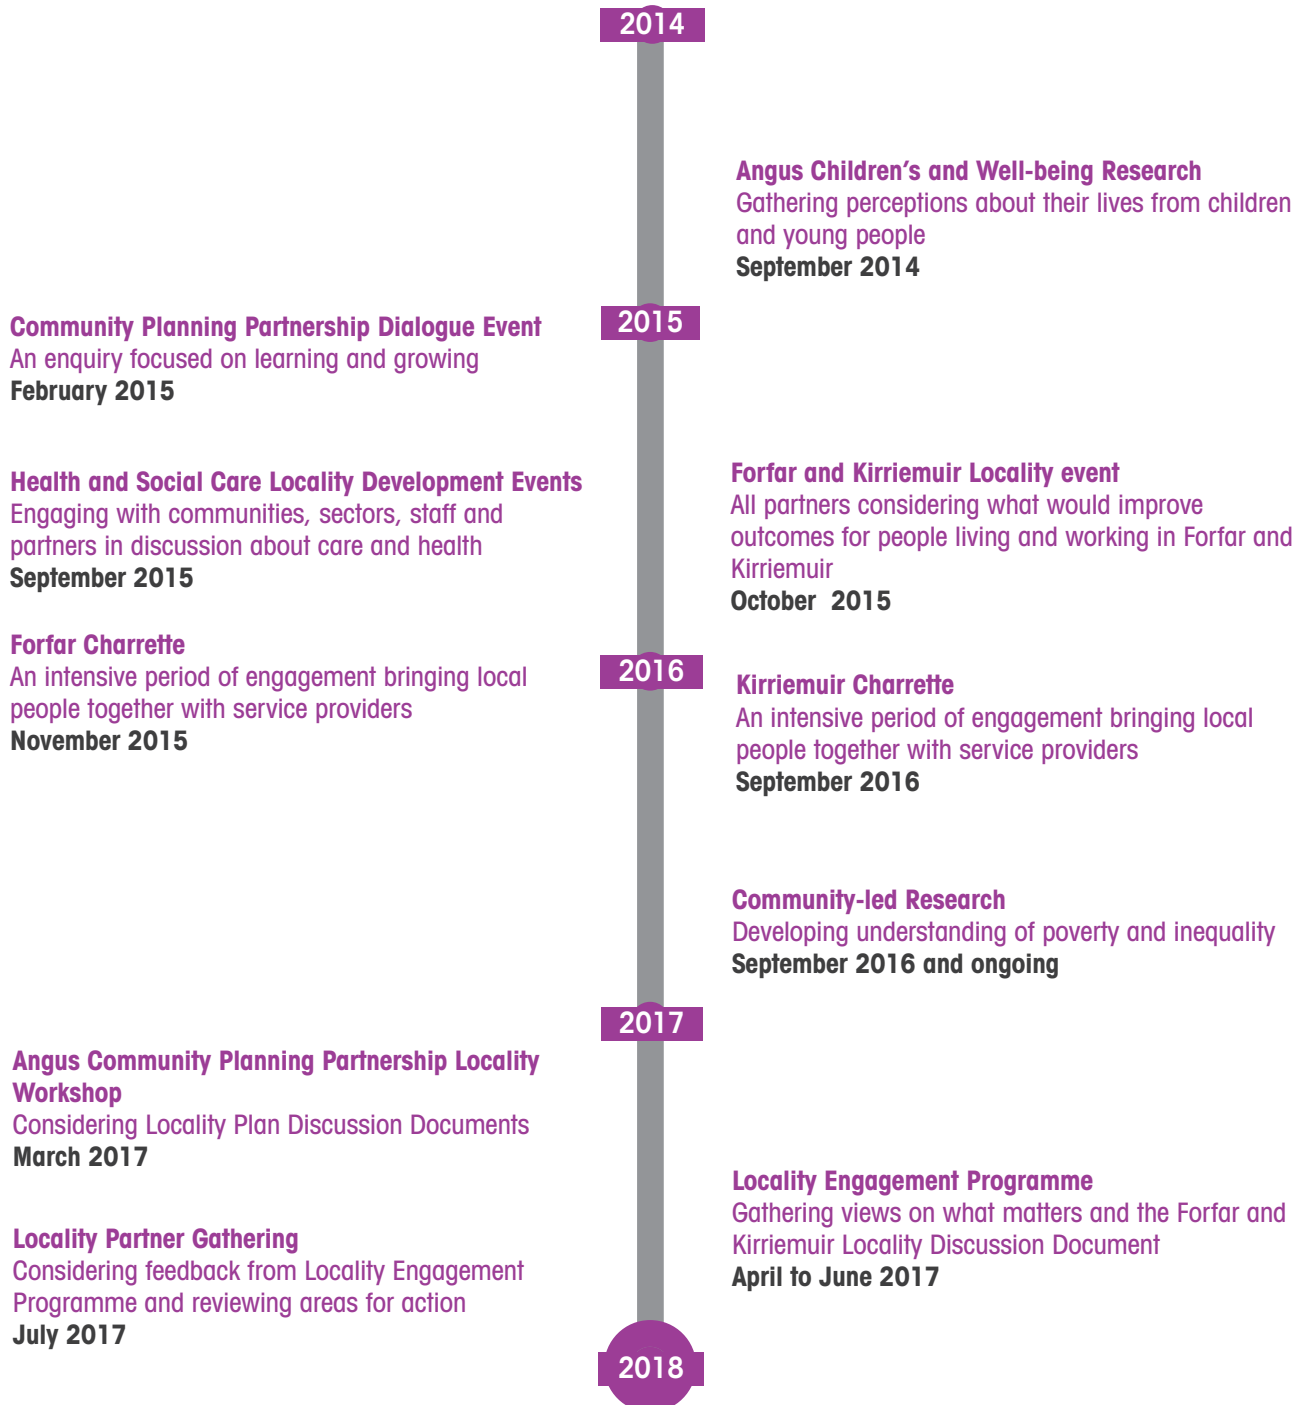 2014
Angus Children’s and Well-being Research
Gathering perceptions about their lives from children
and young people
September 2014
2015
Community Planning Partnership Dialogue Event
An enquiry focused on learning and growing
February 2015
Health and Social Care Locality Development Events
Engaging with communities, sectors, staff and
partners in discussion about care and health
September 2015
Forfar and Kirriemuir Locality event
All partners considering what would improve
outcomes for people living and working in Forfar and
Kirriemuir
October 2015
Forfar Charrette
An intensive period of engagement bringing local
people together with service providers
November 2015
2016
Kirriemuir Charrette
An intensive period of engagement bringing local
people together with service providers
September 2016
Community-led Research
Developing understanding of poverty and inequality
September 2016 and ongoing
2017
Angus Community Planning Partnership Locality
Workshop
Considering Locality Plan Discussion Documents
March 2017
Locality Engagement Programme
Gathering views on what matters and the Forfar and
Kirriemuir Locality Discussion Document
April to June 2017
Locality Partner Gathering
Considering feedback from Locality Engagement
Programme and reviewing areas for action
July 2017
2018